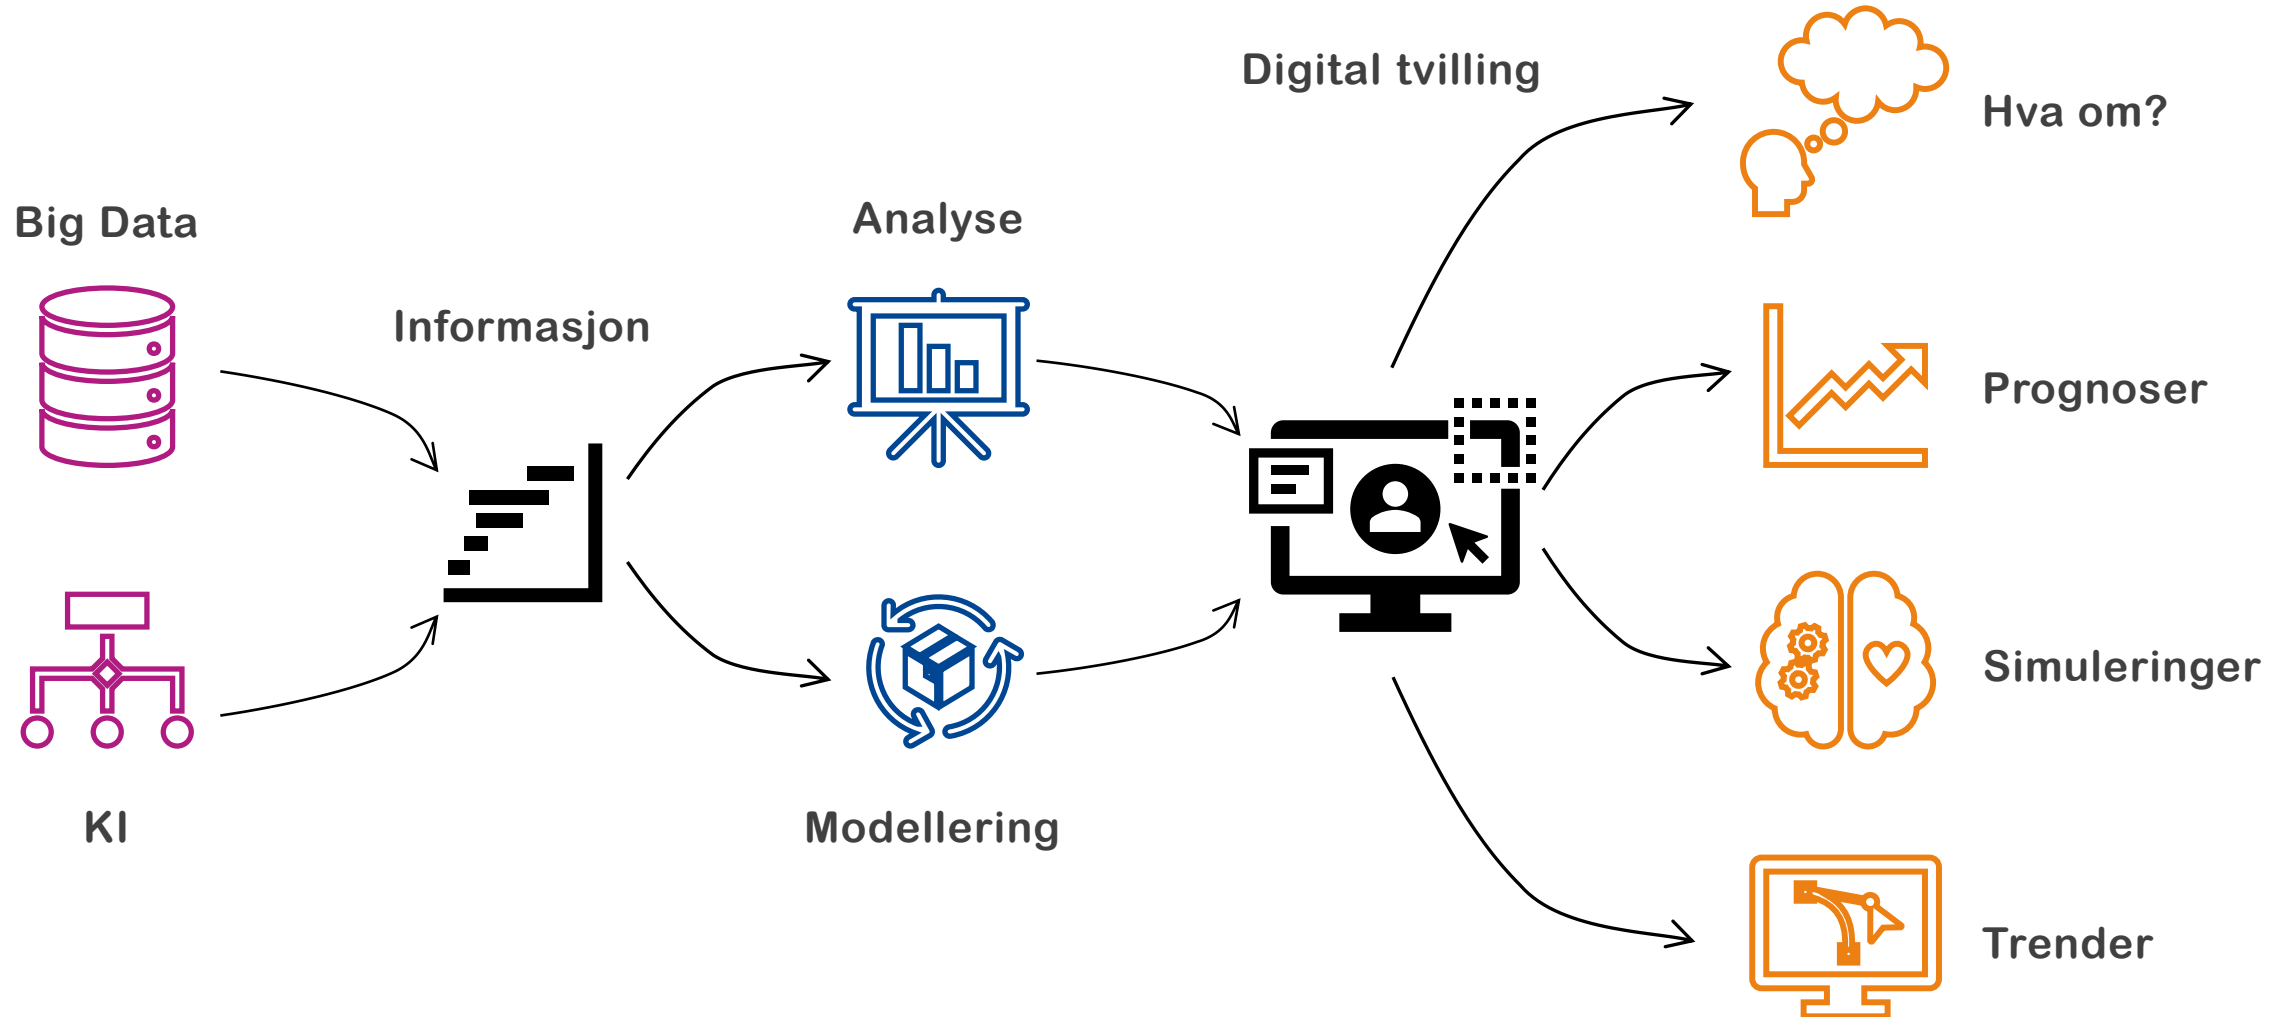 Big Data
KI
Informasjon
Analyse
Modellering
Digital tvilling
Hva om?
Prognoser
Simuleringer
Trender